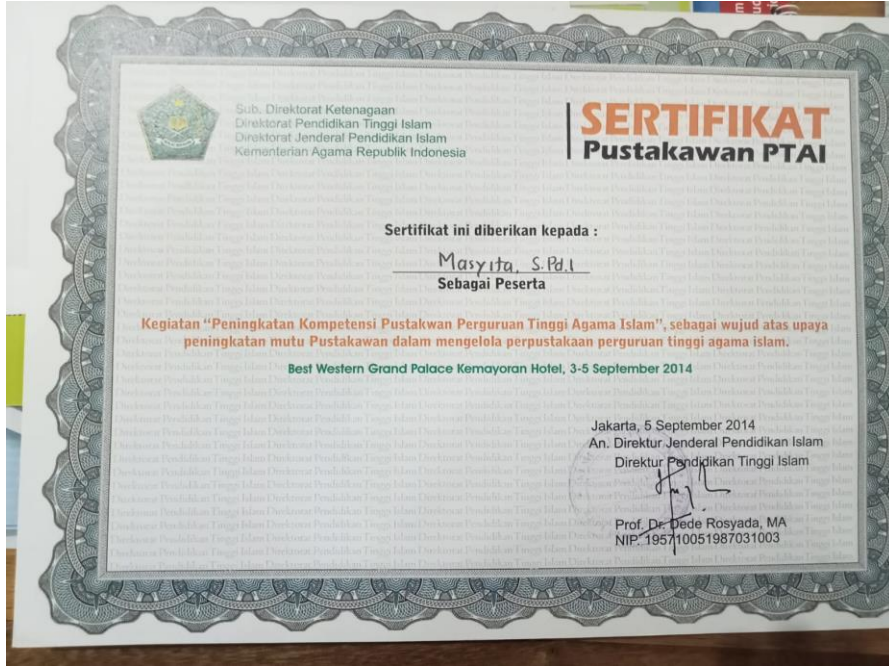 Sub. Direktorat Ketenagaan
Direktorat Pendidikan Tinggi Islam
Direktorat Jenderal Pendidikan Islam
Kementerian Agama Republik Indonesia
SERTIFIKAT
Pustakawan PTAI
Sertifikat ini diberikan kepada :
Masyita, S.Pd.I
Sebagai Peserta
Kegiatan “Peningkatan Kompetensi Pustakwan Perguruan Tinggi Agama Islam”, sebagai wujud atas upaya
peningkatan mutu Pustakawan dalam mengelola perpustakaan perguruan tinggi agama islam.
Best Western Grand Palace Kemayoran Hotel, 3-5 September 2014
Jakarta, 5 September 2014
An. Direktur Jenderal Pendidikan Islam
Direktur Pendidikan Tinggi Islam
Prof. Dr. Dede Rosyada, MA
NIP. 195710051987031003